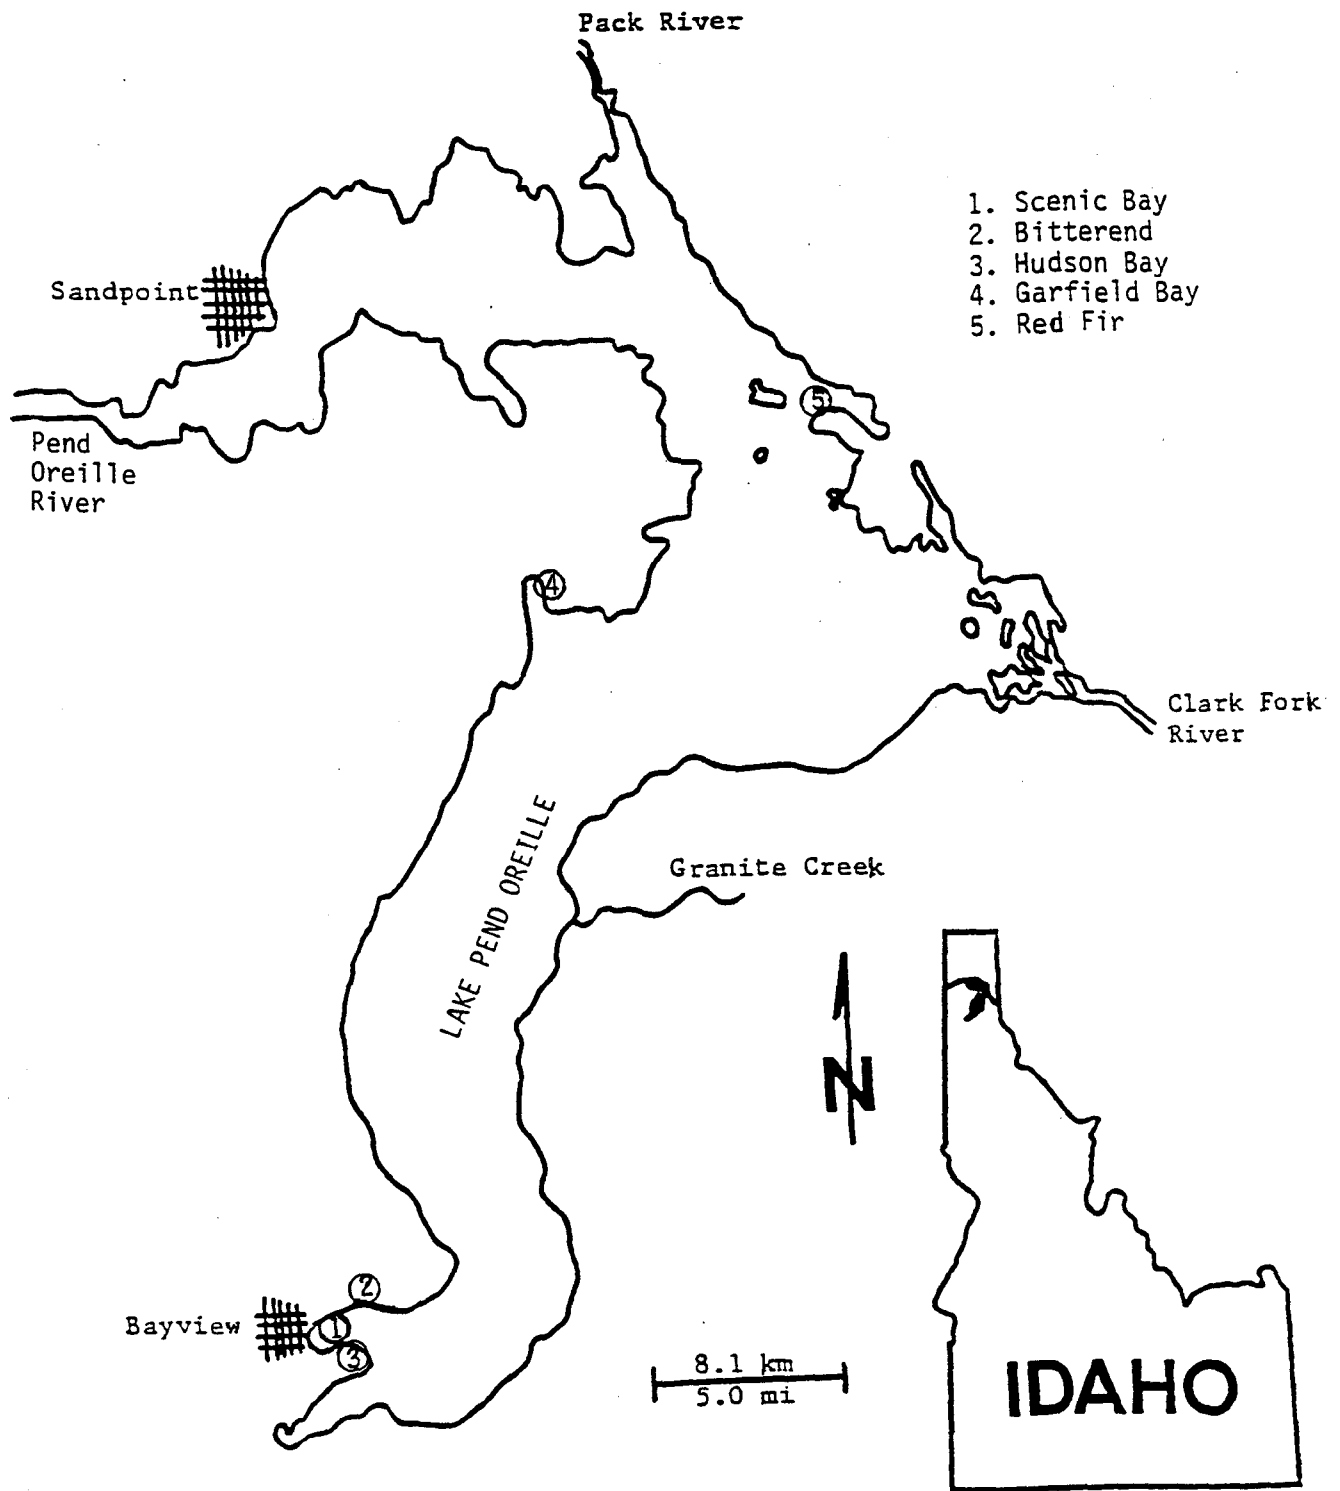 Pack River
1. Scenic Bay
2. Bitterend
3. Hudson Bay
4. Garfield Bay
5. Red Fir
Sandpoint
5
Pend
Oreille
River
4
Clark Fork
River
LAKE PEND OREILLE
Granite Creek
N
2
Bayview
1
3
8.1 km
5.0 mi
IDAHO